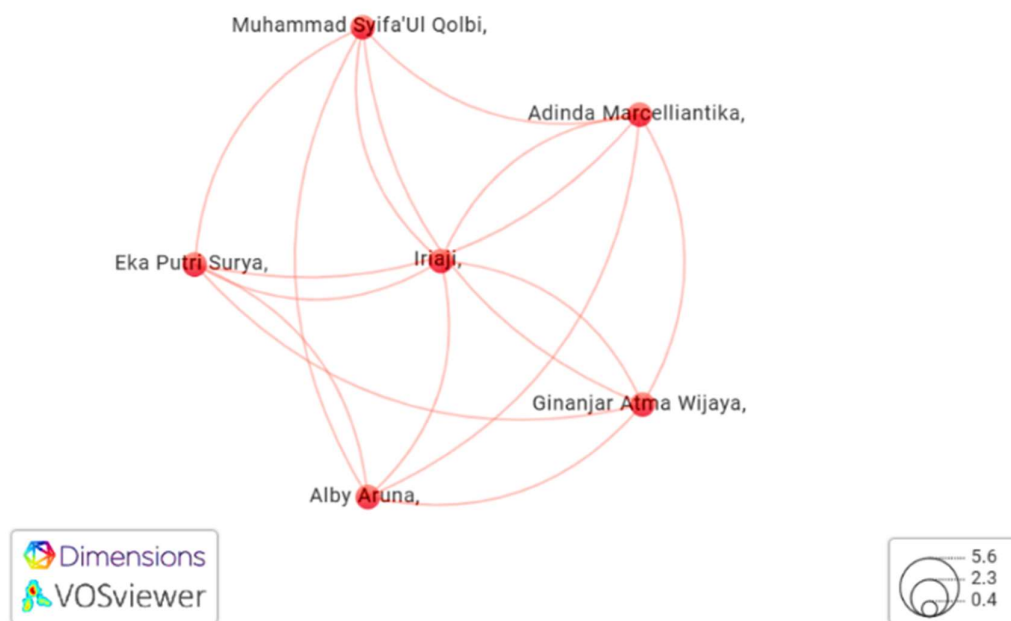 Muhammad Syifa'Ul Qolbi,
Adinda Marcelliantika,
Eka Putri Surya,
Iriaji,
Ginanjar Atma Wijaya,
Alby Aruna,
Dimensions
VOSviewer
5.6
2.3
0.4